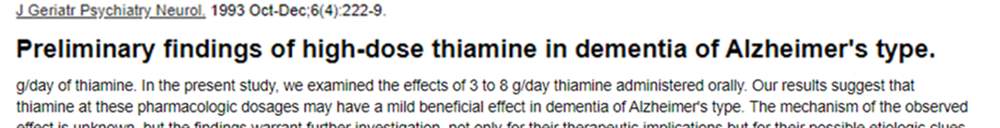 J Geriatr Psychiatry Neurol. 1993 Oct-Dec;6(4):222-9.
Preliminary findings of high-dose thiamine in dementia of Alzheimer's type.
g/day of thiamine. In the present study, we examined the effects of 3 to 8 g/day thiamine administered orally. Our results suggest that
thiamine at these pharmacologic dosages may have a mild beneficial effect in dementia of Alzheimer's type. The mechanism of the observed
effect is unknown, but the findings warrant further investigation, not only for their therapeutic implications but for their possible etiologic clues